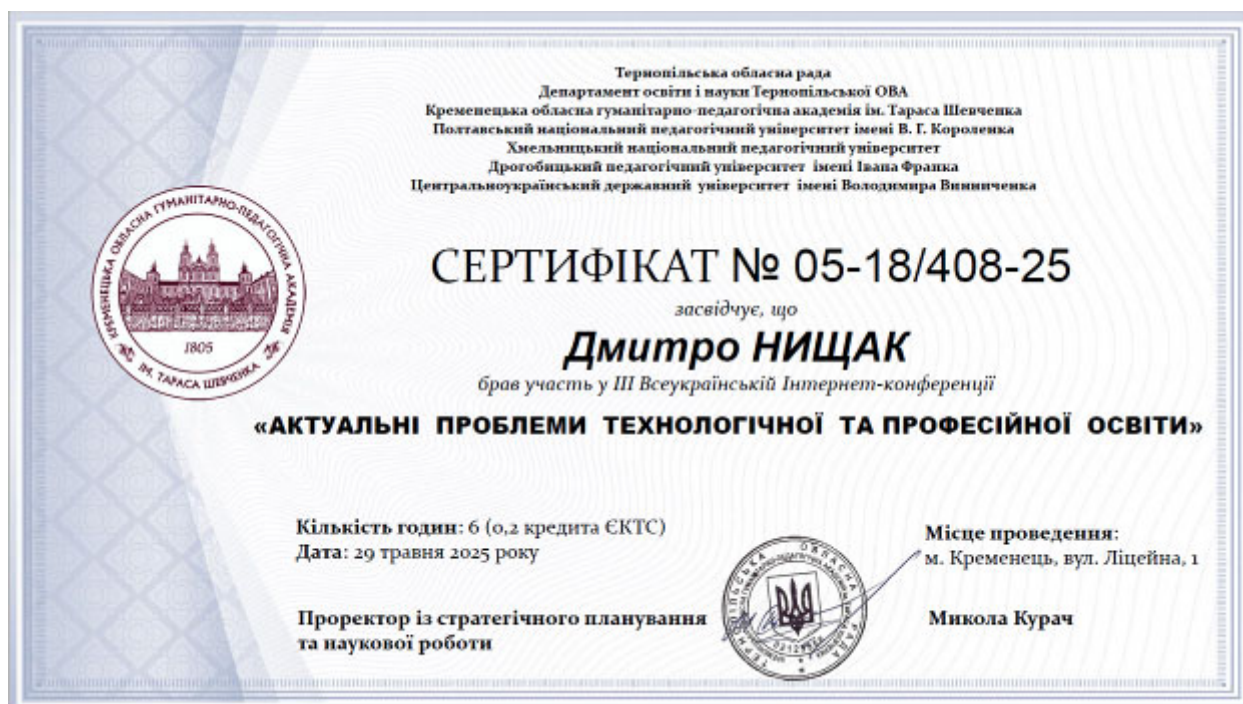 Тернопільська обласна рада
Департамент освіти і науки Тернопільської ОВА
Кременецька обласна гуманітарно-педагогічна академія ім. Тараса Шевченка
Полтавський національний педагогічний університет імені В. Г. Короленка
Хмельницький національний педагогічний університет
Дрогобицький педагогічний університет імені Івана Франка
Центральноукраїнський державний університет імені Володимира Винниченка
КРЕМЕНЕЦЬКА ОБЛАСНА ГУМАНІТАРНО-ПЕДАГОГІЧНА АКАДЕМІЯ
1805
ІМ. ТАРАСА ШЕВЧЕНКА
СЕРТИФІКАТ № 05-18/408-25
засвідчує, що
Дмитро НИЩАК
брав участь у ІІІ Всеукраїнській Інтернет-конференції
«АКТУАЛЬНІ ПРОБЛЕМИ ТЕХНОЛОГІЧНОЇ ТА ПРОФЕСІЙНОЇ ОСВІТИ»
Кількість годин: 6 (0,2 кредита ЄКТС)
Дата: 29 травня 2025 року
Місце проведення:
м. Кременець, вул. Ліцейна, 1
Проректор із стратегічного планування
та наукової роботи
Микола Курач
ТЕРНОПІЛЬСЬКА ОБЛАСНА РАДА